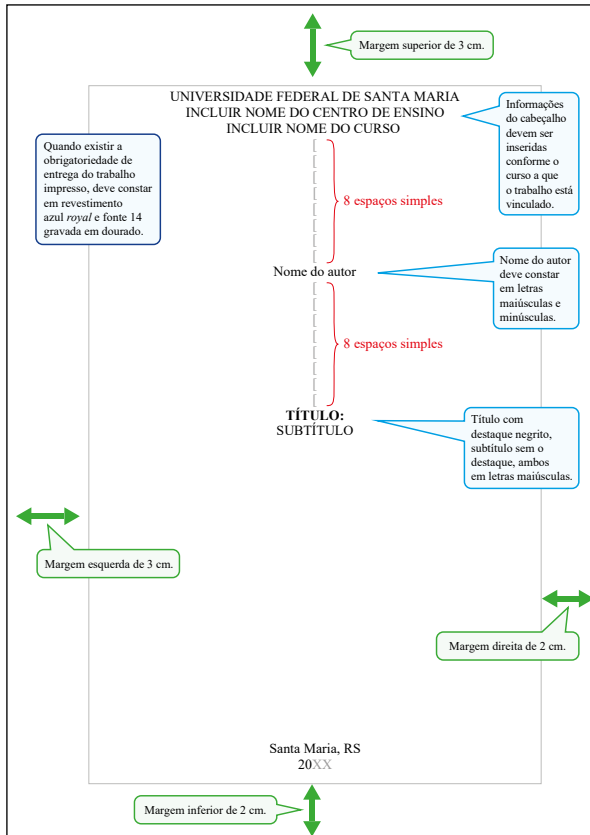 Margem superior de 3 cm.
UNIVERSIDADE FEDERAL DE SANTA MARIA
INCLUIR NOME DO CENTRO DE ENSINO
INCLUIR NOME DO CURSO
Informações
do cabeçalho
devem ser
inseridas
conforme o
curso a que
o trabalho está
vinculado.
Quando existir a
obrigatoriedade de
entrega do trabalho
impresso, deve constar
em revestimento
azul royal e fonte 14
gravada em dourado.
8 espaços simples
Nome do autor
Nome do autor
deve constar
em letras
maiúsculas e
minúsculas.
8 espaços simples
TÍTULO:
SUBTÍTULO
Título com
destaque negrito,
subtítulo sem o
destaque, ambos
em letras maiúsculas.
Margem esquerda de 3 cm.
Margem direita de 2 cm.
Santa Maria, RS
20XX
Margem inferior de 2 cm.